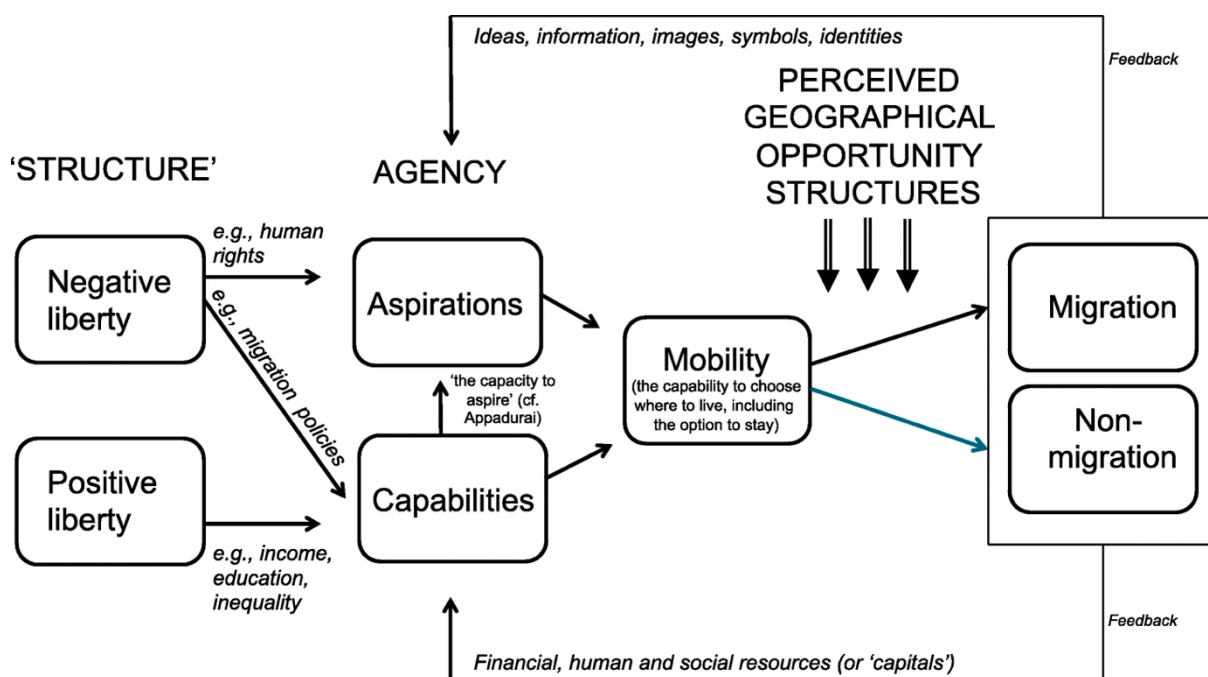 Ideas, information, images, symbols, identities
Feedback
PERCEIVED
GEOGRAPHICAL
OPPORTUNITY
STRUCTURES
‘STRUCTURE’
AGENCY
Negative
liberty
e.g., human
rights
e.g., migration policies
Aspirations
‘the capacity to
aspire’ (cf.
Appadurai)
Mobility
(the capability to choose
where to live, including
the option to stay)
Migration
Non-
migration
Positive
liberty
e.g., income,
education,
inequality
Capabilities
Feedback
Financial, human and social resources (or ‘capitals’)